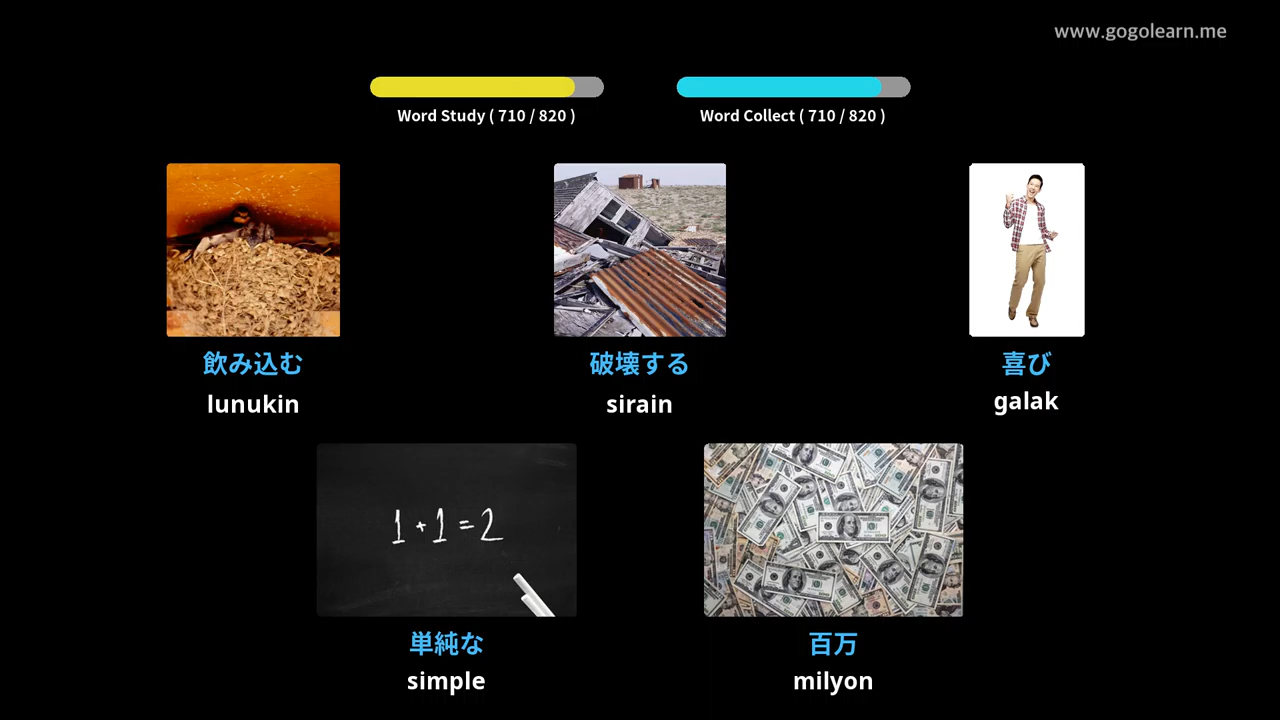 www.gogolearn.me
Word Study ( 710 / 820 )
Word Collect ( 710 / 820 )
飲み込む
lunukin
破壊する
sirain
喜び
galak
1 + 1 = 2
単純な
simple
百万
milyon